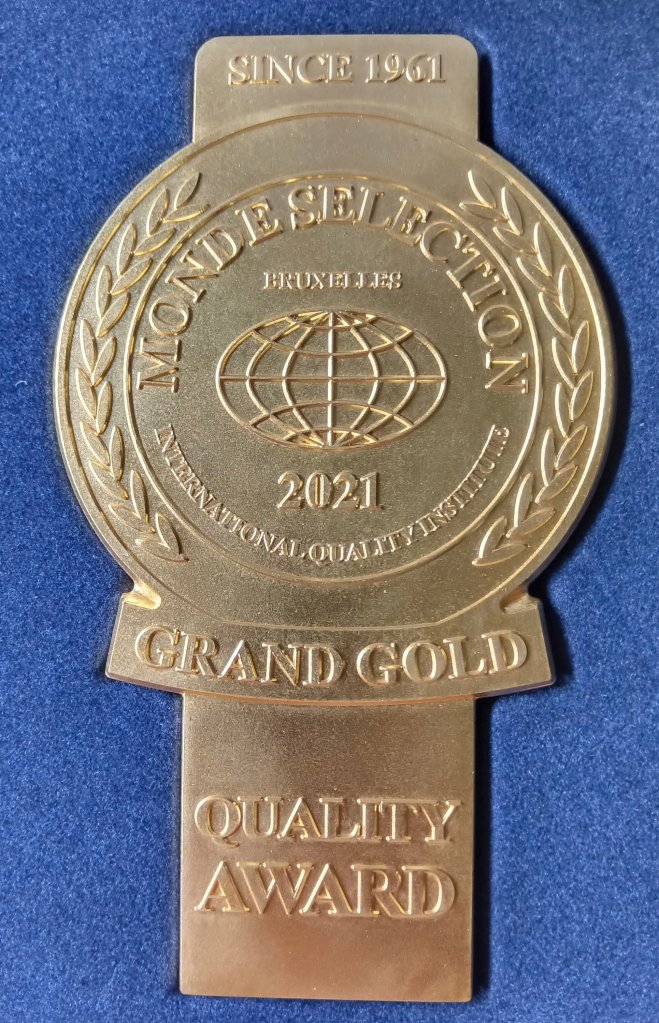 SINCE 1961
MONDE SELECTION
BRUXELLES
2021
INTERNATIONAL QUALITY INSTITUTE
GRAND GOLD
QUALITY
AWARD